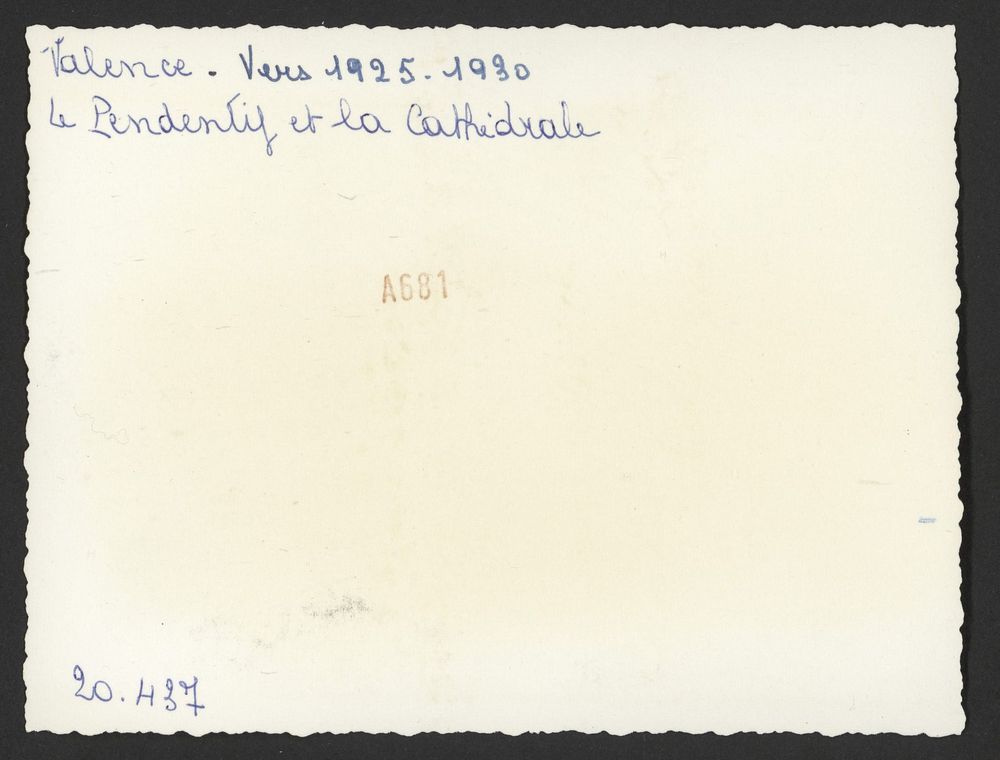 Valence. Vers 1925-1930
Le Pendentif et la Cathédrale
A681
20.437